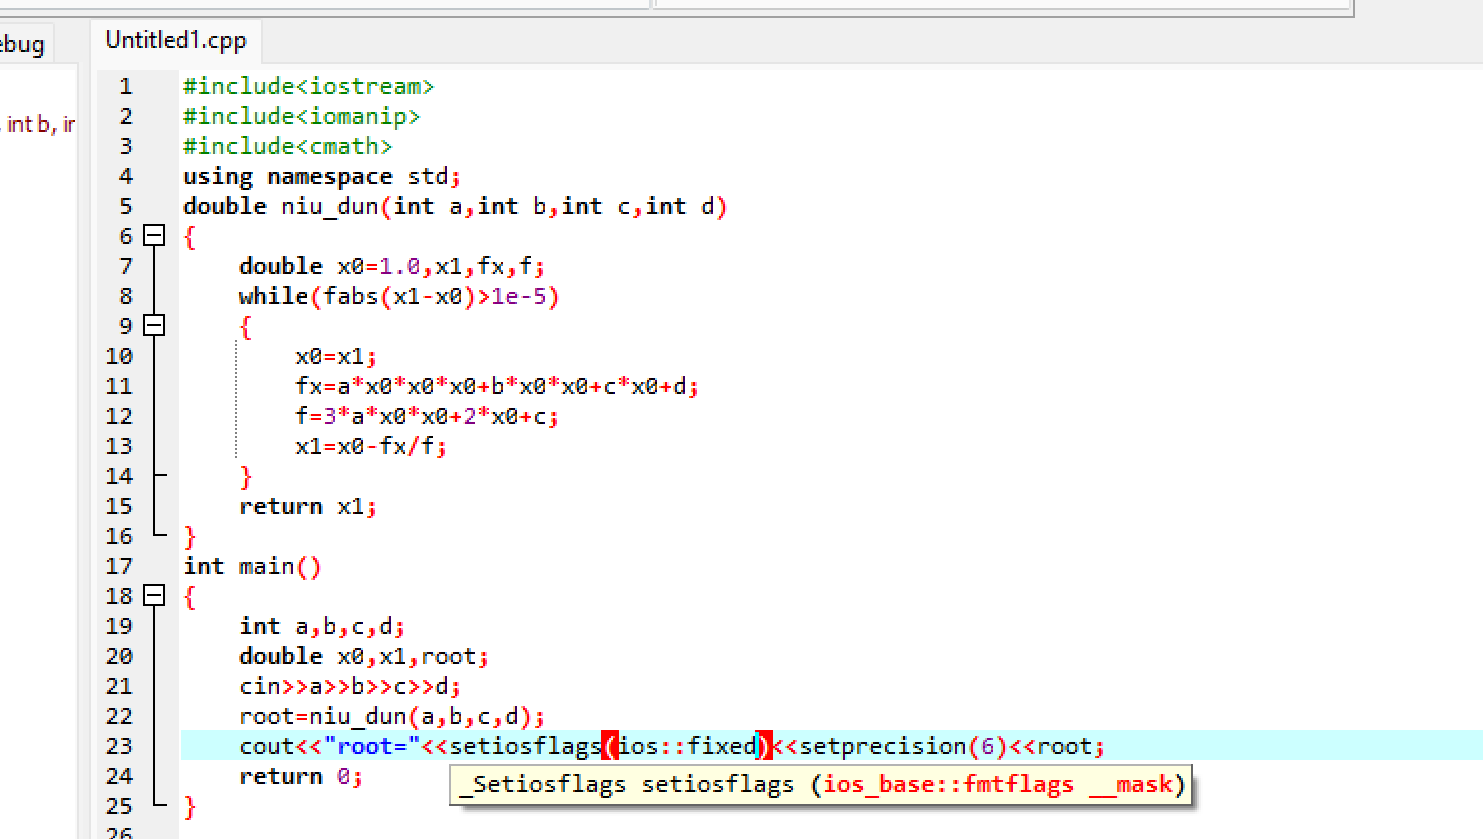 ebug Untitled1.cpp
, int b, ir
1 #include<iostream>
2 #include<iomanip>
3 #include<cmath>
4 using namespace std;
5 double niu_dun(int a,int b,int c,int d)
6 {
7 double x0=1.0,x1,fx,f;
8 while(fabs(x1-x0)>1e-5)
9 {
10 x0=x1;
11 fx=a*x0*x0*x0+b*x0*x0+c*x0+d;
12 f=3*a*x0*x0+2*x0+c;
13 x1=x0-fx/f;
14 }
15 return x1;
16 }
17 int main()
18 {
19 int a,b,c,d;
20 double x0,x1,root;
21 cin>>a>>b>>c>>d;
22 root=niu_dun(a,b,c,d);
23 cout<<"root="<<setiosflags(ios::fixed)<<setprecision(6)<<root;
24 return 0;
_Setiosflags setiosflags (ios_base::fmtflags __mask)
25 }
26